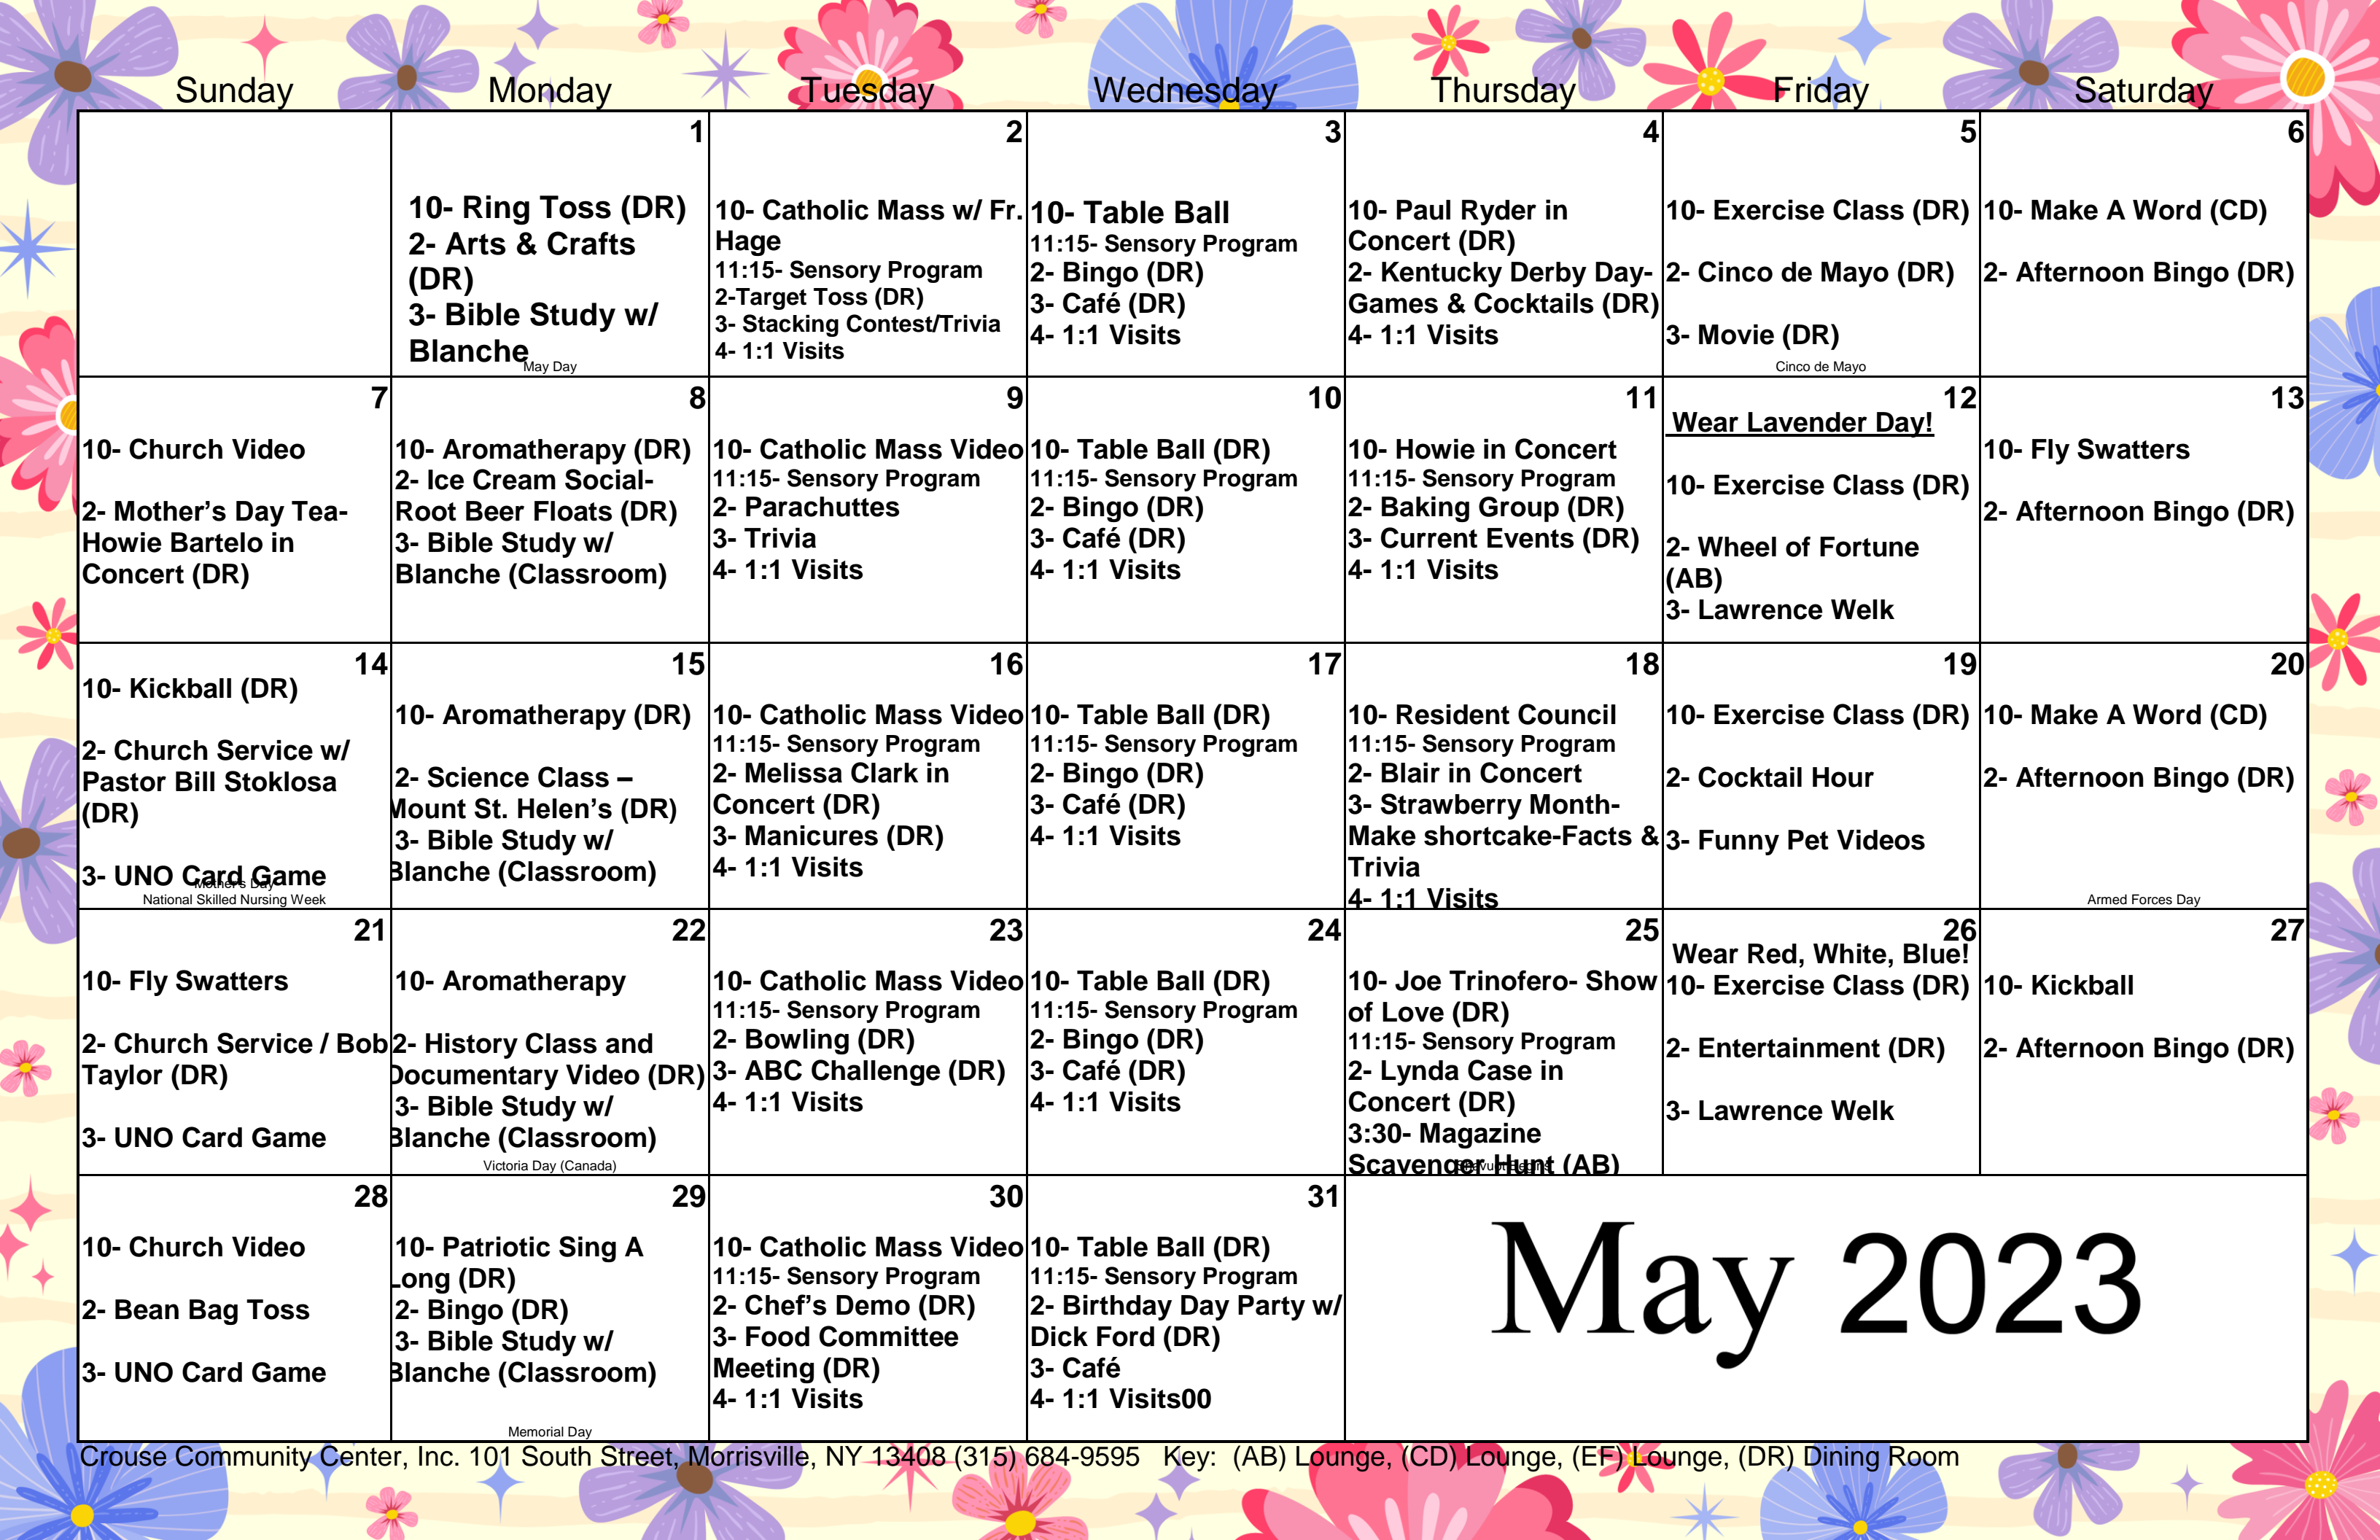 Sunday Monday Tuesday Wednesday Thursday Friday Saturday
1
10- Ring Toss (DR)
2- Arts & Crafts
(DR)
3- Bible Study w/
Blanche
May Day
2
10- Catholic Mass w/ Fr.
Hage
11:15- Sensory Program
2-Target Toss (DR)
3- Stacking Contest/Trivia
4- 1:1 Visits
3
10- Table Ball
11:15- Sensory Program
2- Bingo (DR)
3- Café (DR)
4- 1:1 Visits
4
10- Paul Ryder in
Concert (DR)
2- Kentucky Derby Day-
Games & Cocktails (DR)
4- 1:1 Visits
5
10- Exercise Class (DR)
2- Cinco de Mayo (DR)
3- Movie (DR)
Cinco de Mayo
6
10- Make A Word (CD)
2- Afternoon Bingo (DR)
7
10- Church Video
2- Mother’s Day Tea-
Howie Bartelo in
Concert (DR)
8
10- Aromatherapy (DR)
2- Ice Cream Social-
Root Beer Floats (DR)
3- Bible Study w/
Blanche (Classroom)
9
10- Catholic Mass Video
11:15- Sensory Program
2- Parachuttes
3- Trivia
4- 1:1 Visits
10
10- Table Ball (DR)
11:15- Sensory Program
2- Bingo (DR)
3- Café (DR)
4- 1:1 Visits
11
10- Howie in Concert
11:15- Sensory Program
2- Baking Group (DR)
3- Current Events (DR)
4- 1:1 Visits
12
Wear Lavender Day!
10- Exercise Class (DR)
2- Wheel of Fortune
(AB)
3- Lawrence Welk
13
10- Fly Swatters
2- Afternoon Bingo (DR)
14
10- Kickball (DR)
2- Church Service w/
Pastor Bill Stoklosa
(DR)
3- UNO Card Game
Mother's Day
National Skilled Nursing Week
15
10- Aromatherapy (DR)
2- Science Class –
Mount St. Helen’s (DR)
3- Bible Study w/
Blanche (Classroom)
16
10- Catholic Mass Video
11:15- Sensory Program
2- Melissa Clark in
Concert (DR)
3- Manicures (DR)
4- 1:1 Visits
17
10- Table Ball (DR)
11:15- Sensory Program
2- Bingo (DR)
3- Café (DR)
4- 1:1 Visits
18
10- Resident Council
11:15- Sensory Program
2- Blair in Concert
3- Strawberry Month-
Make shortcake-Facts &
Trivia
4- 1:1 Visits
19
10- Exercise Class (DR)
2- Cocktail Hour
3- Funny Pet Videos
20
10- Make A Word (CD)
2- Afternoon Bingo (DR)
Armed Forces Day
21
10- Fly Swatters
2- Church Service / Bob
Taylor (DR)
3- UNO Card Game
22
10- Aromatherapy
2- History Class and
Documentary Video (DR)
3- Bible Study w/
Blanche (Classroom)
Victoria Day (Canada)
23
10- Catholic Mass Video
11:15- Sensory Program
2- Bowling (DR)
3- ABC Challenge (DR)
4- 1:1 Visits
24
10- Table Ball (DR)
11:15- Sensory Program
2- Bingo (DR)
3- Café (DR)
4- 1:1 Visits
25
10- Joe Trinofero- Show
of Love (DR)
11:15- Sensory Program
2- Lynda Case in
Concert (DR)
3:30- Magazine
Scavenger Hunt (AB)
Shavuot Begins
26
Wear Red, White, Blue!
10- Exercise Class (DR)
2- Entertainment (DR)
3- Lawrence Welk
27
10- Kickball
2- Afternoon Bingo (DR)
28
10- Church Video
2- Bean Bag Toss
3- UNO Card Game
29
10- Patriotic Sing A
Long (DR)
2- Bingo (DR)
3- Bible Study w/
Blanche (Classroom)
Memorial Day
30
10- Catholic Mass Video
11:15- Sensory Program
2- Chef’s Demo (DR)
3- Food Committee
Meeting (DR)
4- 1:1 Visits
31
10- Table Ball (DR)
11:15- Sensory Program
2- Birthday Day Party w/
Dick Ford (DR)
3- Café
4- 1:1 Visits00
May 2023
Crouse Community Center, Inc. 101 South Street, Morrisville, NY 13408 (315) 684-9595 Key: (AB) Lounge, (CD) Lounge, (EF) Lounge, (DR) Dining Room